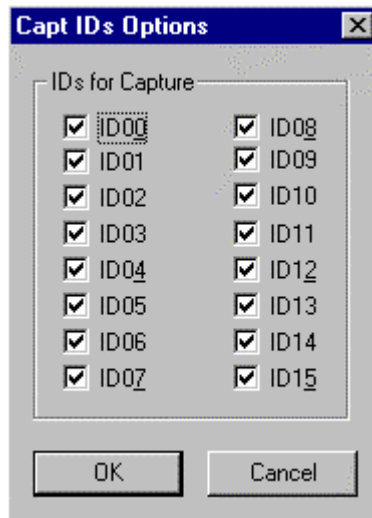 Capt IDs Options
IDs for Capture
ID00 ID08
ID01 ID09
ID02 ID10
ID03 ID11
ID04 ID12
ID05 ID13
ID06 ID14
ID07 ID15
OK Cancel